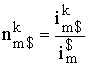 n^k_{m$} = i^k_{m$} / i^$_m